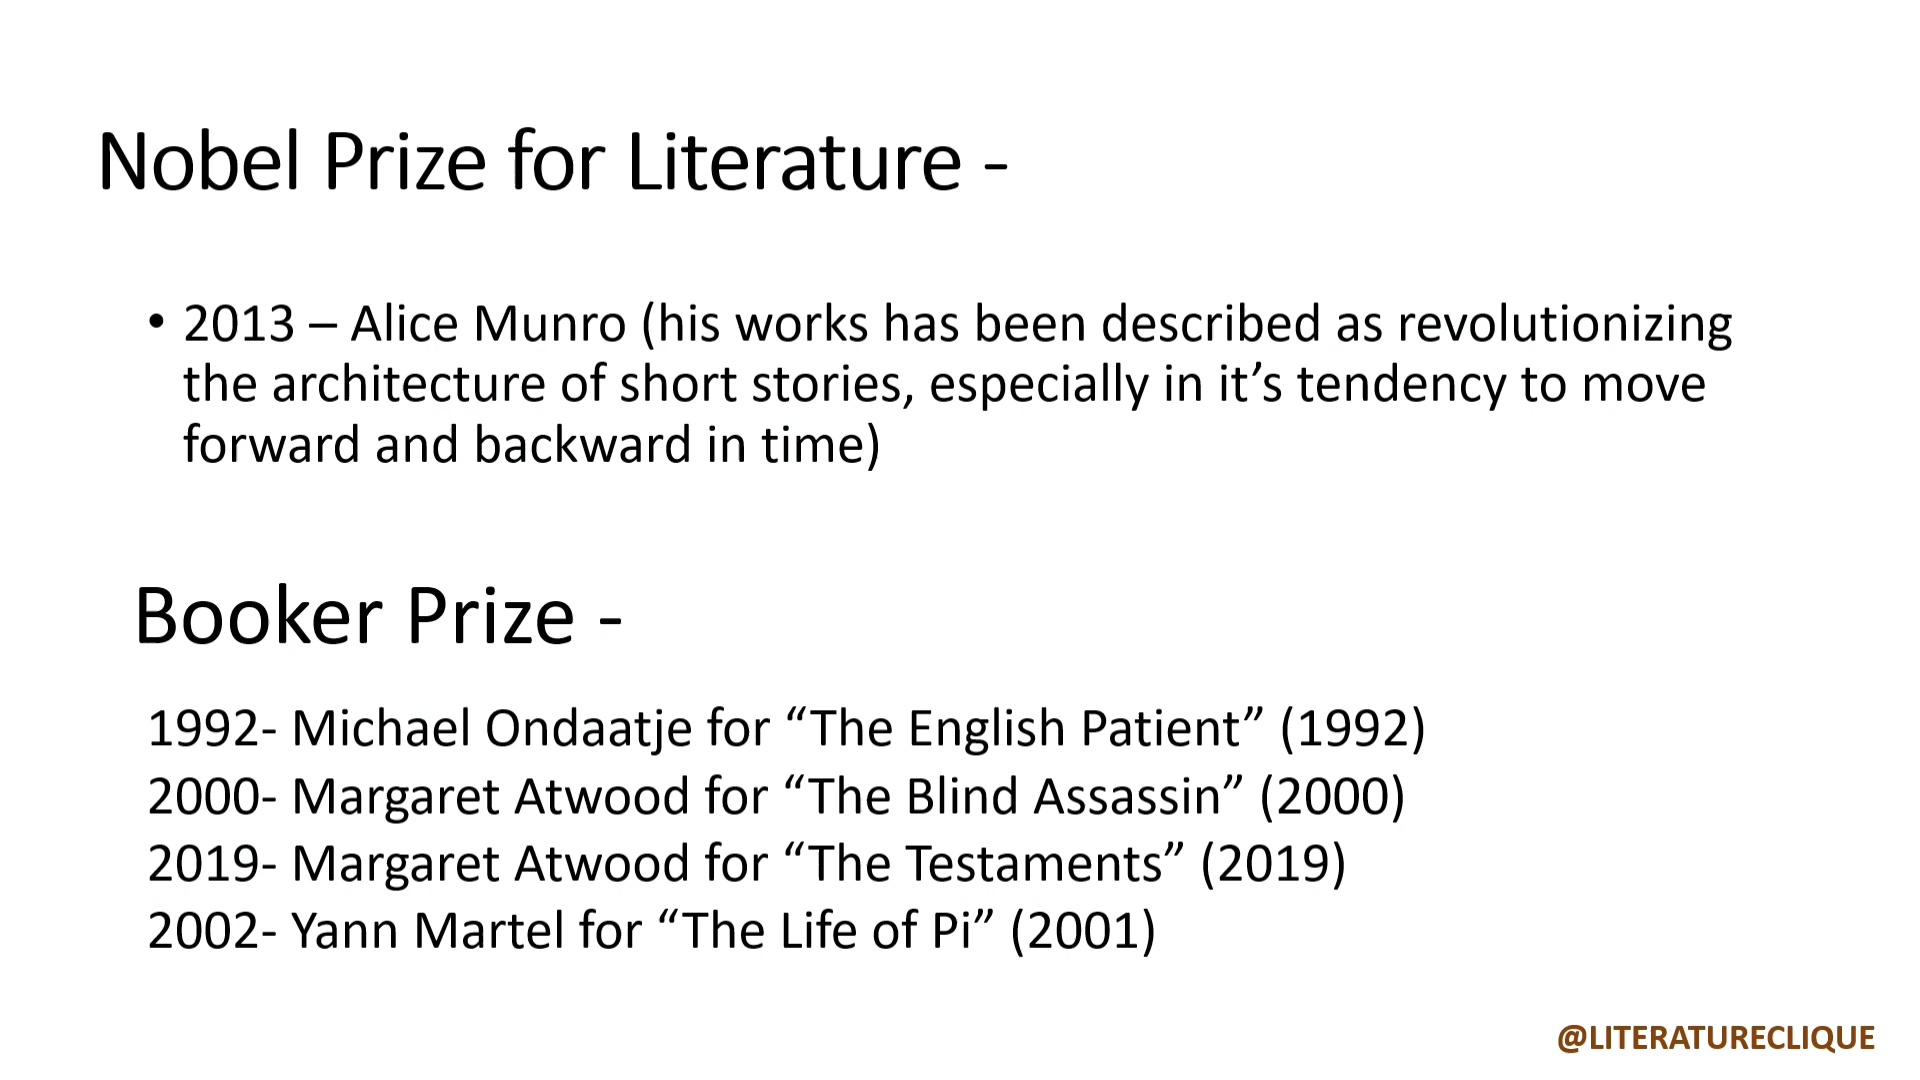 Nobel Prize for Literature -
• 2013 – Alice Munro (his works has been described as revolutionizing
the architecture of short stories, especially in it’s tendency to move
forward and backward in time)
Booker Prize -
1992- Michael Ondaatje for “The English Patient” (1992)
2000- Margaret Atwood for “The Blind Assassin” (2000)
2019- Margaret Atwood for “The Testaments” (2019)
2002- Yann Martel for “The Life of Pi” (2001)
@LITERATURECLIQUE